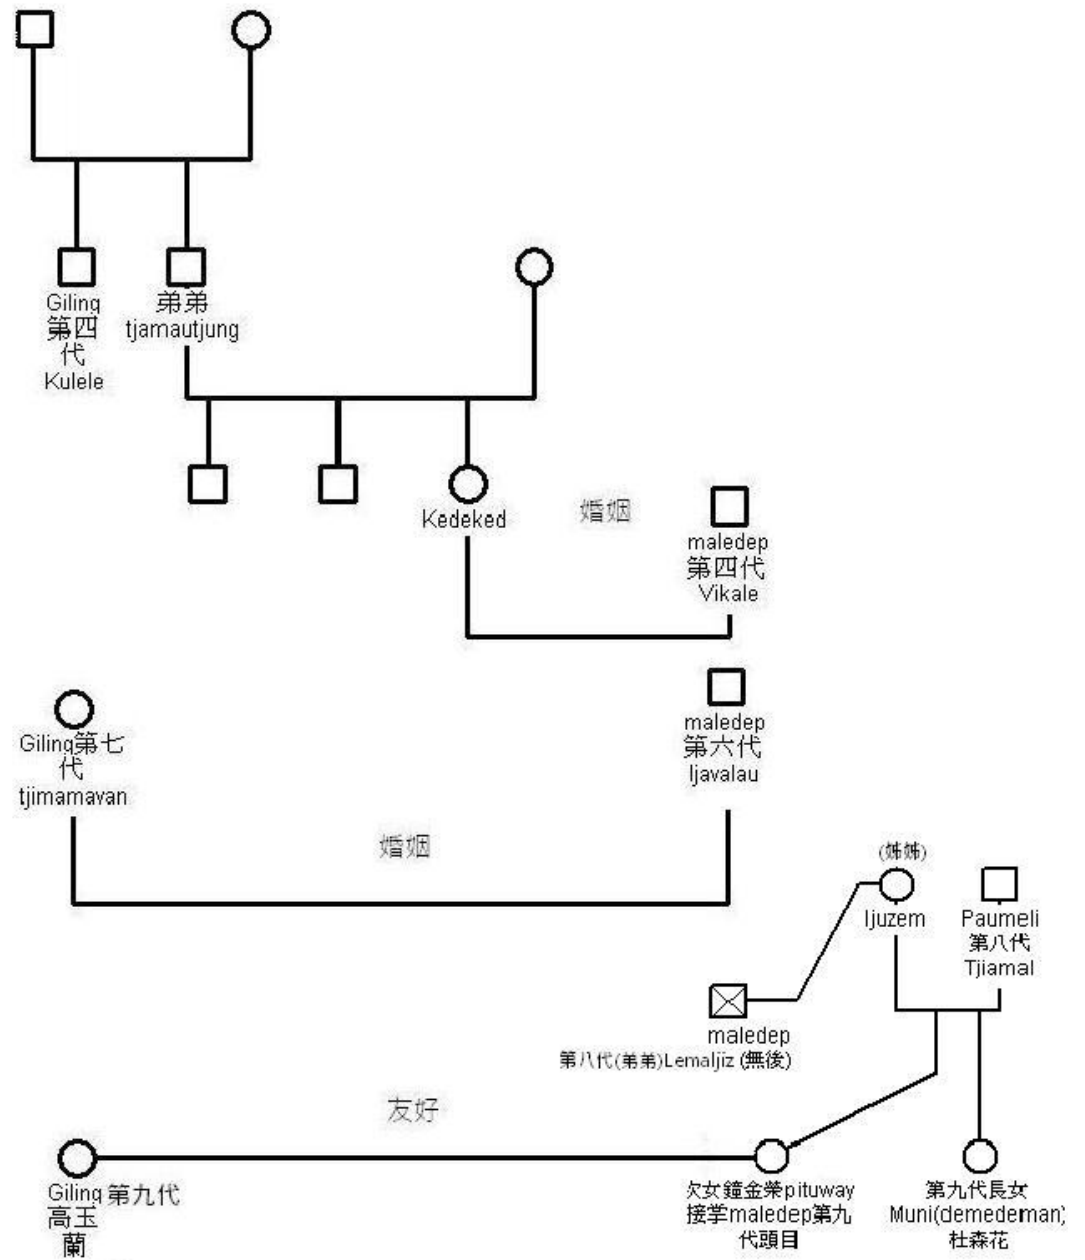 Giling
第四
代
Kulele
弟弟
tjamautjung
Kedeked
婚姻
maledep
第四代
Vikale
Giling第七
代
tjimamavan
maledep
第六代
ljavalau
婚姻
(姊姊)
ljuzem
Paumeli
第八代
Tjiamal
maledep
第八代(弟弟)Lemaljiz (無後)
友好
Giling 第九代
高玉
蘭
欠女鐘金榮pituway
接掌maledep第九
代頭目
第九代長女
Muni(demedeman)
杜森花